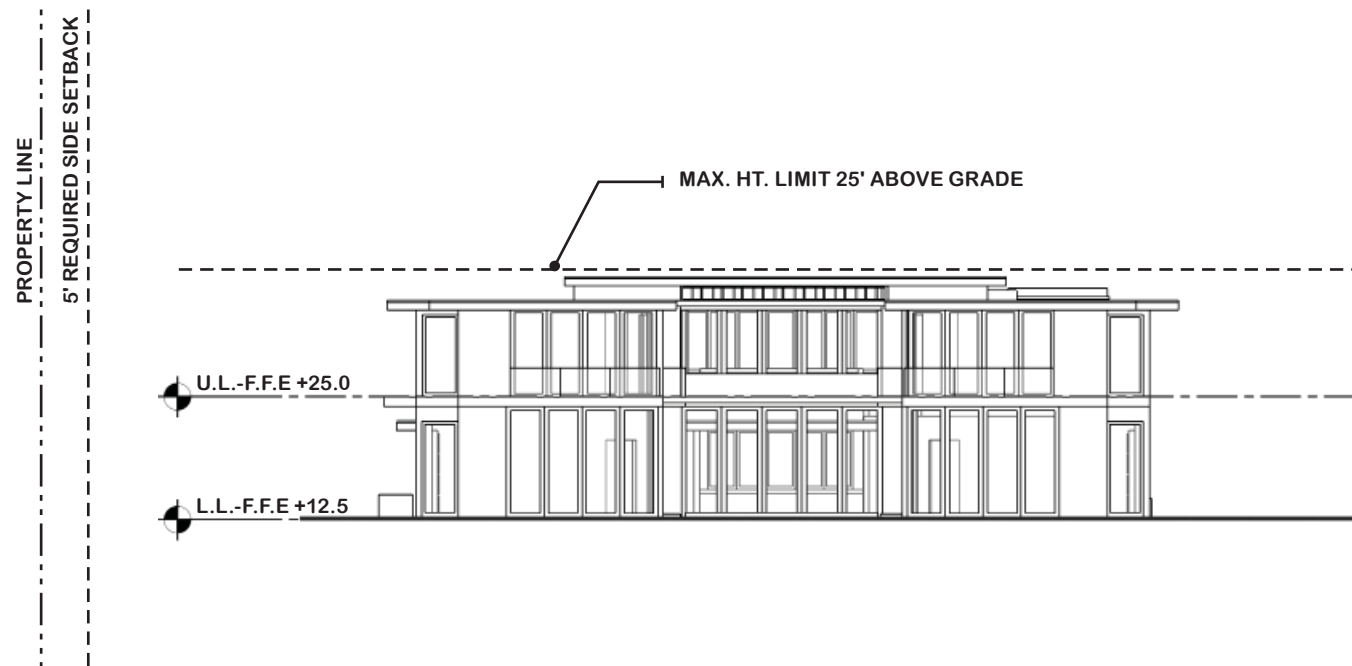 PROPERTY LINE
5' REQUIRED SIDE SETBACK
MAX. HT. LIMIT 25' ABOVE GRADE
U.L.-F.F.E +25.0
L.L.-F.F.E +12.5